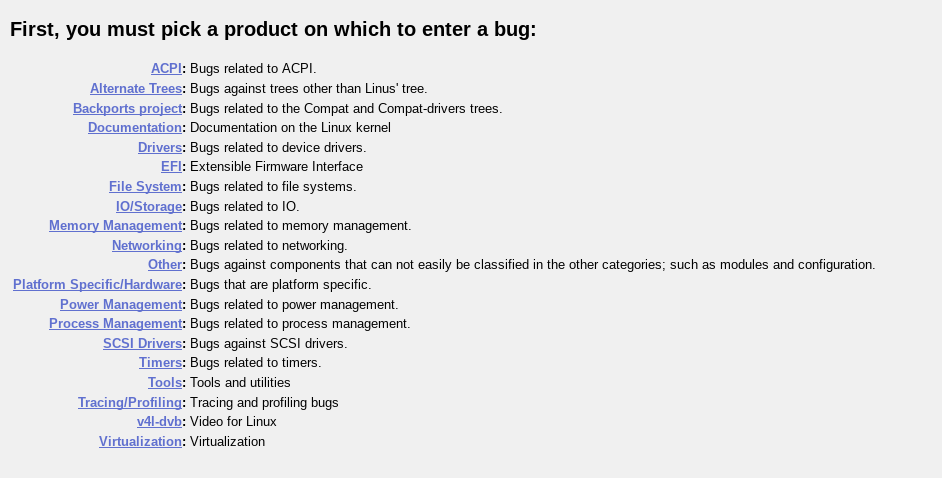 First, you must pick a product on which to enter a bug:
ACPI: Bugs related to ACPI.
Alternate Trees: Bugs against trees other than Linus' tree.
Backports project: Bugs related to the Compat and Compat-drivers trees.
Documentation: Documentation on the Linux kernel
Drivers: Bugs related to device drivers.
EFI: Extensible Firmware Interface
File System: Bugs related to file systems.
IO/Storage: Bugs related to IO.
Memory Management: Bugs related to memory management.
Networking: Bugs related to networking.
Other: Bugs against components that can not easily be classified in the other categories; such as modules and configuration.
Platform Specific/Hardware: Bugs that are platform specific.
Power Management: Bugs related to power management.
Process Management: Bugs related to process management.
SCSI Drivers: Bugs against SCSI drivers.
Timers: Bugs related to timers.
Tools: Tools and utilities
Tracing/Profiling: Tracing and profiling bugs
v4l-dvb: Video for Linux
Virtualization: Virtualization